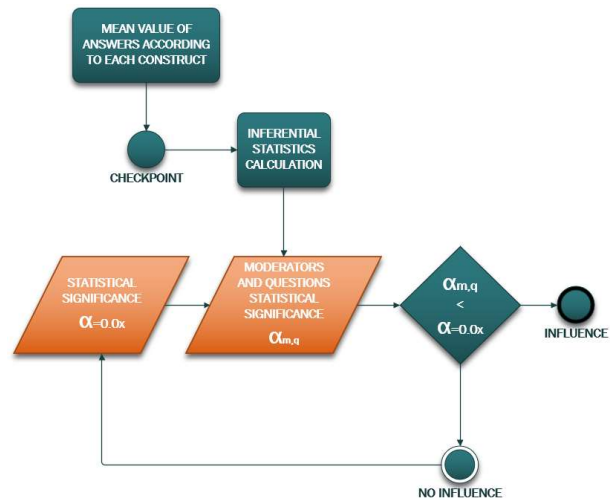 MEAN VALUE OF
ANSWERS ACCORDING
TO EACH CONSTRUCT
CHECKPOINT
INFERENTIAL
STATISTICS
CALCULATION
STATISTICAL
SIGNIFICANCE
α=0.0x
MODERATORS
AND QUESTIONS
STATISTICAL
SIGNIFICANCE
αm,q
αm,q
<
α=0.0x
INFLUENCE
NO INFLUENCE